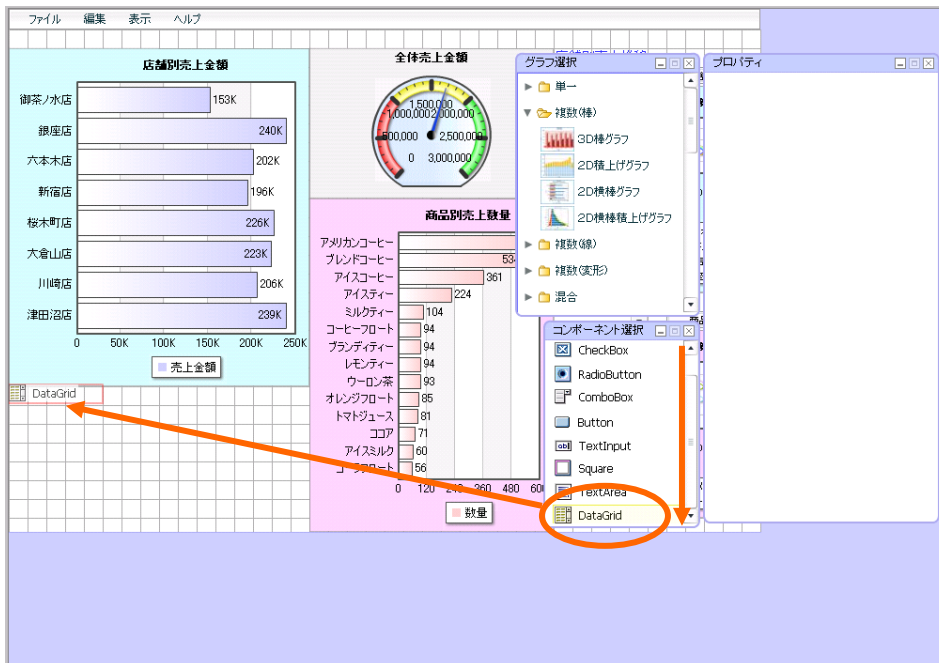 ファイル 編集 表示 ヘルプ
店舗別売上金額
御茶ノ水店 153K
銀座店 240K
六本木店 202K
新宿店 196K
桜木町店 226K
大倉山店 223K
川崎店 206K
津田沼店 239K
0 50K 100K 150K 200K 250K
売上金額
DataGrid
全体売上金額
1,500,000
1,000,000 2,000,000
500,000 2,500,000
0 3,000,000
商品別売上数量
アメリカンコーヒー
ブレンドコーヒー 534
アイスコーヒー 361
アイスティー 224
ミルクティー 104
コーヒーフロート 94
ブランディティー 94
レモンティー 94
ウーロン茶 93
オレンジフロート 85
トマトジュース 81
ココア 71
アイスミルク 60
コーラフロート 56
0 120 240 360 480 600
数量
グラフ選択
単一
複数(棒)
3D棒グラフ
2D積上げグラフ
2D横棒グラフ
2D横棒積上げグラフ
複数(線)
複数(変形)
混合
コンポーネント選択
CheckBox
RadioButton
ComboBox
Button
TextInput
Square
TextArea
DataGrid
プロパティ